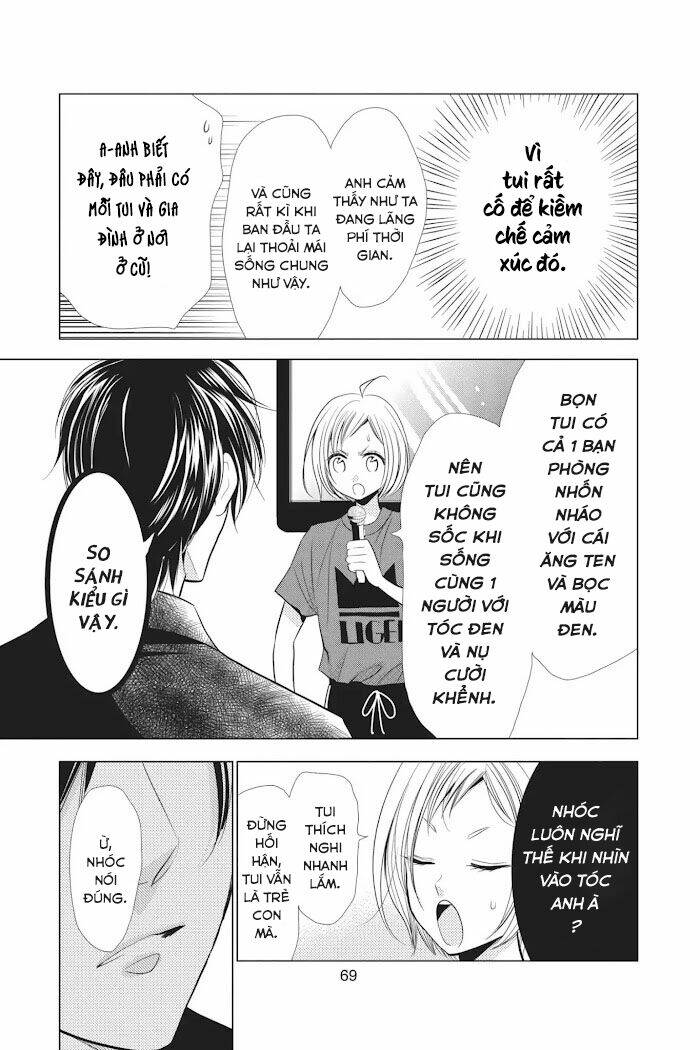 Vì
tui rất
cố để kiềm
chế cảm
xúc đó.
ANH CẢM
THẤY NHƯ TA
ĐANG LÃNG
PHÍ THỜI
GIAN.
VÀ CŨNG
RẤT KÌ KHI
BAN ĐẦU TA
LẠI THOẢI MÁI
SỐNG CHUNG
NHƯ VẬY.
A-ANH BIẾT
ĐÂY, ĐÂU PHẢI CÓ
MỖI TUI VÀ GIA
ĐÌNH Ở NƠI
Ở CŨ!
BỌN
TUI CÓ
CẢ 1 BẠN
PHÒNG
NHỐN
NHÁO
VỚI CÁI
ĂNG TEN
VÀ BỌC
MÀU
ĐEN.
NÊN
TUI CŨNG
KHÔNG
SỐC KHI
SỐNG
CÙNG 1
NGƯỜI VỚI
TÓC ĐEN
VÀ NỤ
CƯỜI
KHỂNH.
LIGER
SO
SÁNH
KIỂU GÌ
VẬY.
NHÓC
LUÔN NGHĨ
THẾ KHI NHÌN
VÀO TÓC
ANH À
?
TUI
THÍCH
NGHI
NHANH
LẮM.
ĐỪNG
HỐI
HẬN,
TUI VẪN
LÀ TRẺ
CON
MÀ.
Ừ,
NHÓC
NÓI
ĐÚNG.
69